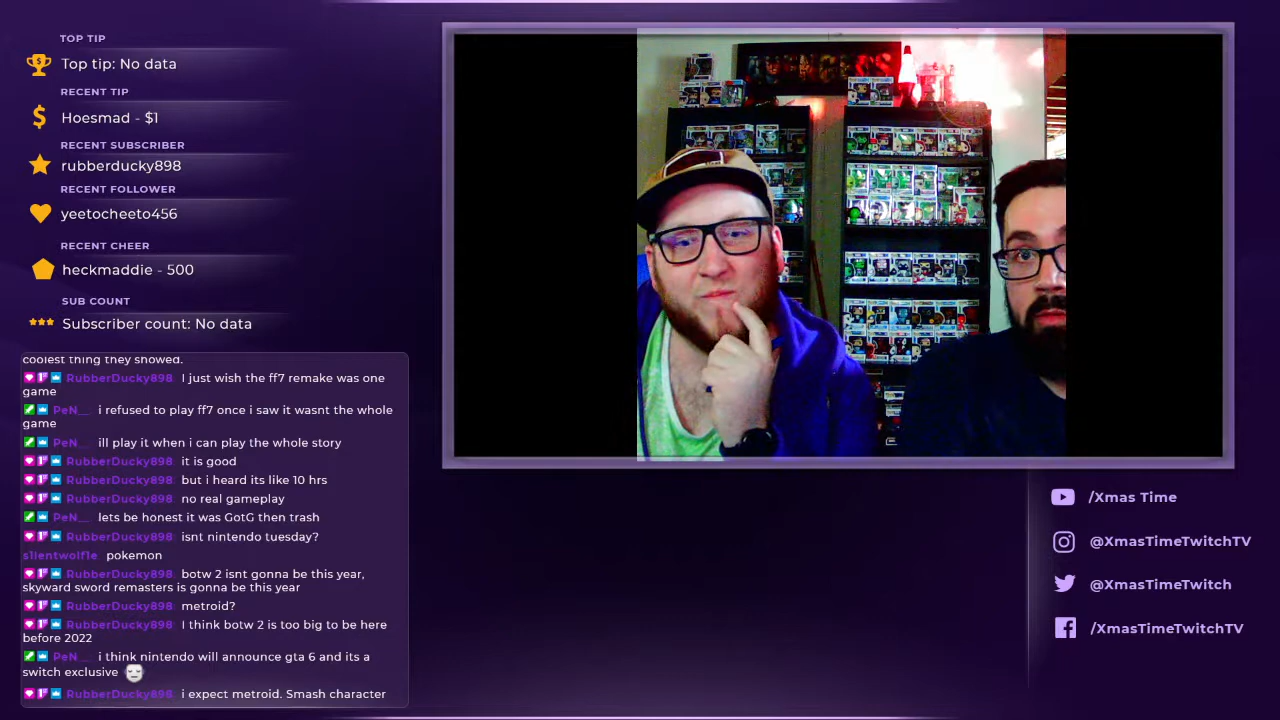 TOP TIP
Top tip: No data
RECENT TIP
Hoesmad - $1
RECENT SUBSCRIBER
rubberducky898
RECENT FOLLOWER
yeetocheeto456
RECENT CHEER
heckmaddie - 500
SUB COUNT
Subscriber count: No data
coolest thing they showed.
RubberDucky898 I just wish the ff7 remake was one
game
PeN__ i refused to play ff7 once i saw it wasnt the whole
game
PeN__ ill play it when i can play the whole story
RubberDucky898 it is good
RubberDucky898 but i heard its like 10 hrs
RubberDucky898 no real gameplay
PeN__ lets be honest it was GotG then trash
RubberDucky898 isnt nintendo tuesday?
s1lentwolf1e pokemon
RubberDucky898 botw 2 isnt gonna be this year,
skyward sword remasters is gonna be this year
RubberDucky898 metroid?
RubberDucky898 I think botw 2 is too big to be here
before 2022
PeN__ i think nintendo will announce gta 6 and its a
switch exclusive
RubberDucky898 i expect metroid. Smash character
/Xmas Time
@XmasTimeTwitchTV
@XmasTimeTwitch
/XmasTimeTwitchTV